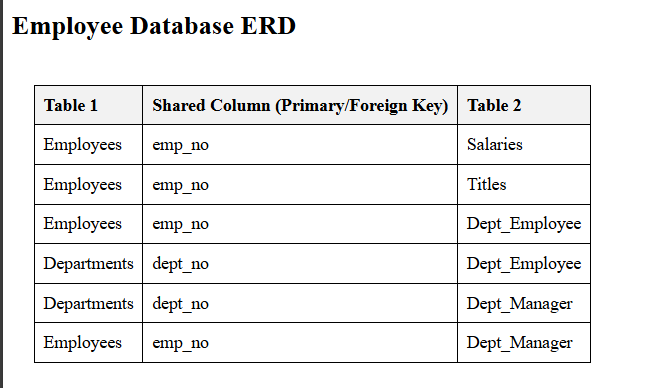 Employee Database ERD
Table 1 Shared Column (Primary/Foreign Key) Table 2
Employees emp_no Salaries
Employees emp_no Titles
Employees emp_no Dept_Employee
Departments dept_no Dept_Employee
Departments dept_no Dept_Manager
Employees emp_no Dept_Manager